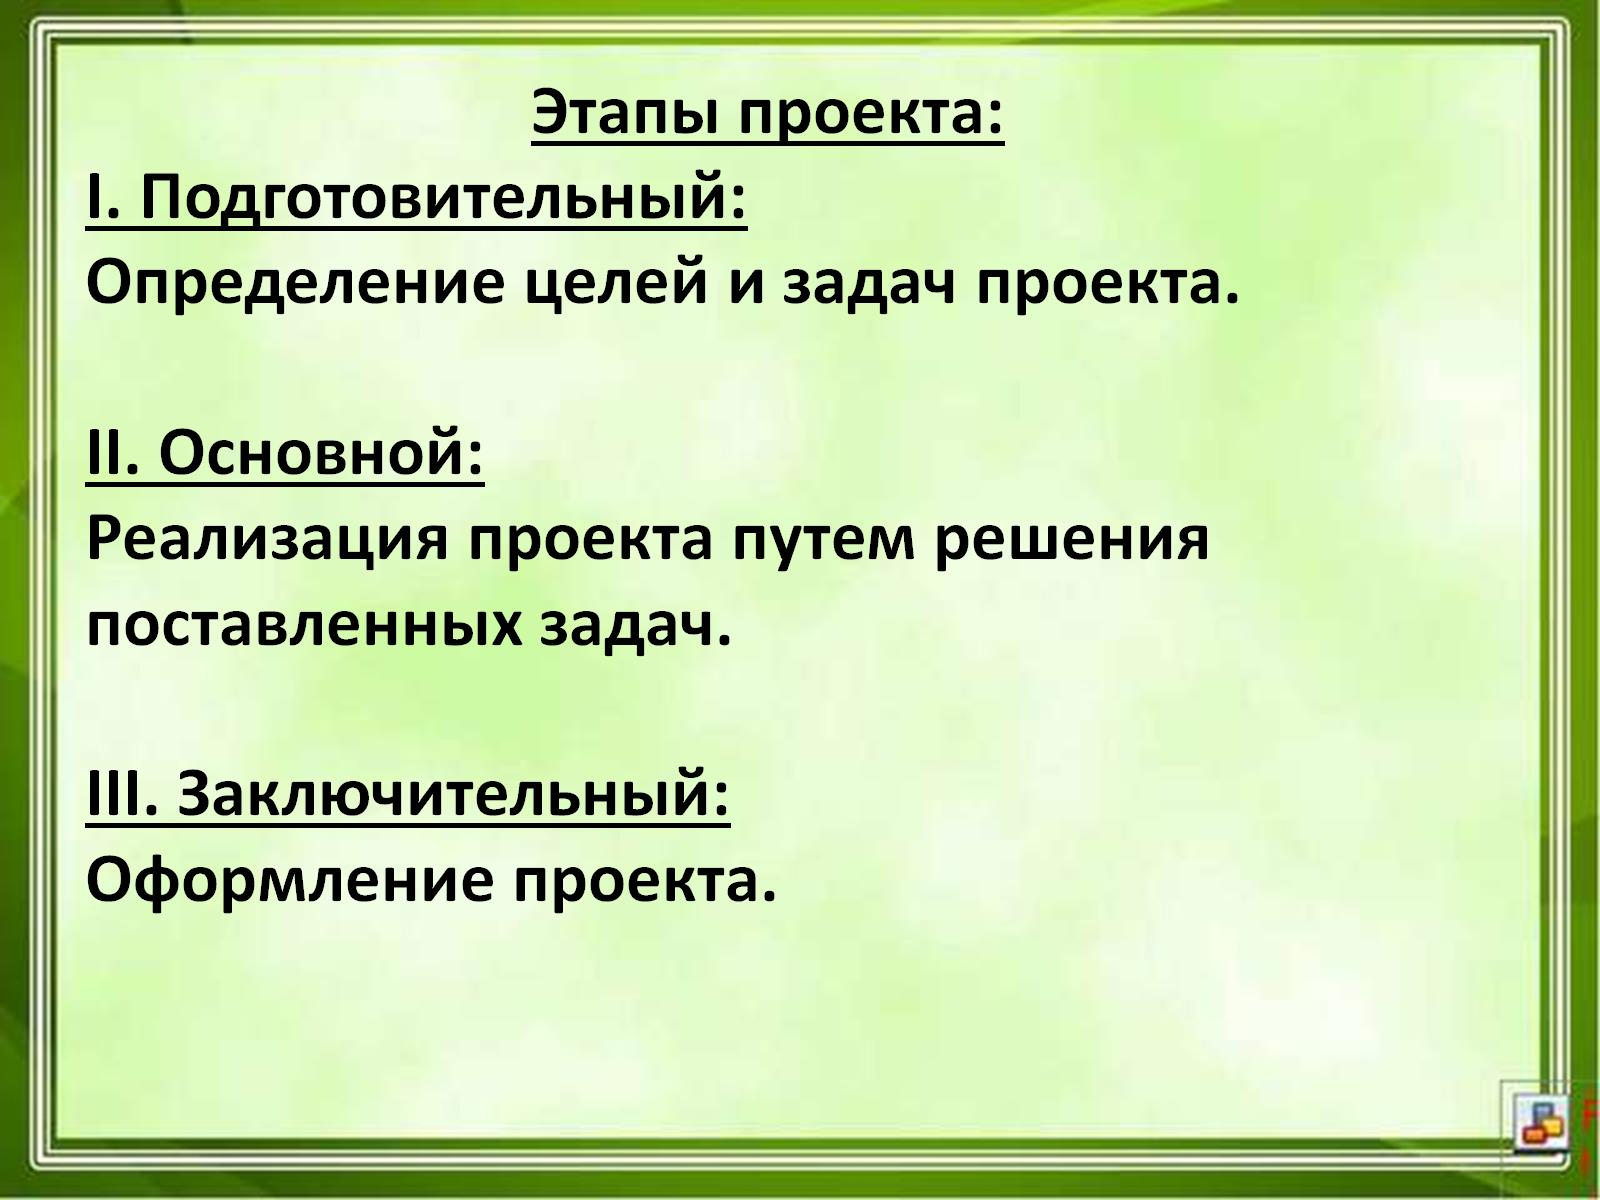 Этапы проекта:
I. Подготовительный:
Определение целей и задач проекта.
II. Основной:
Реализация проекта путем решения
поставленных задач.
III. Заключительный:
Оформление проекта.